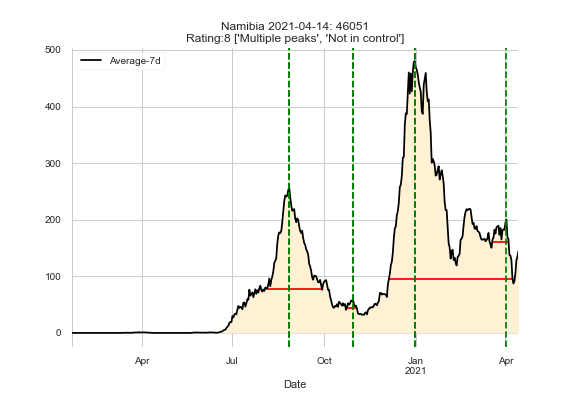 Namibia 2021-04-14: 46051
Rating:8 ['Multiple peaks', 'Not in control']
500
Average-7d
400
300
200
100
0
Apr
Jul
Oct
Jan
2021
Apr
Date